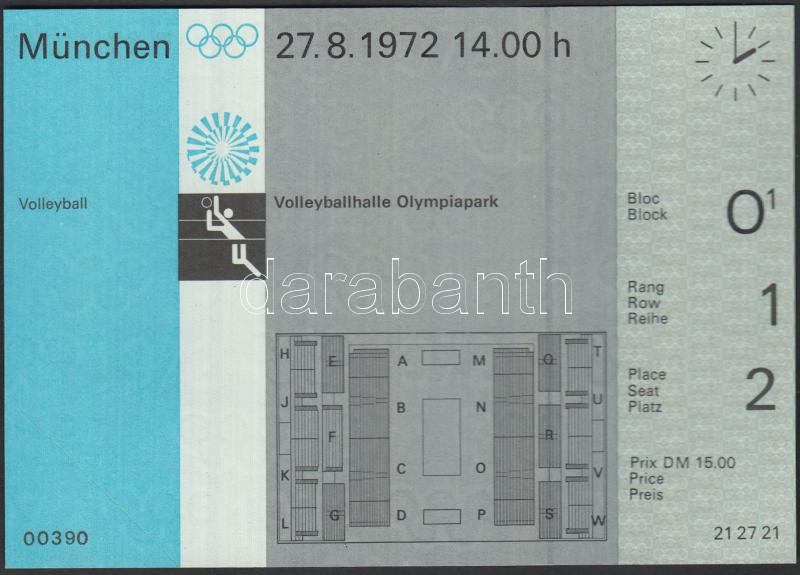 München
27.8.1972 14.00 h
Volleyball
Volleyballhalle Olympiapark
Bloc
Block
O1
darabanth
Rang
Row
Reihe
1
H E A M Q T
J B N U
F R
K C O V
L G D P S W
Place
Seat
Platz
2
Prix DM 15.00
Price
Preis
00390
21 27 21